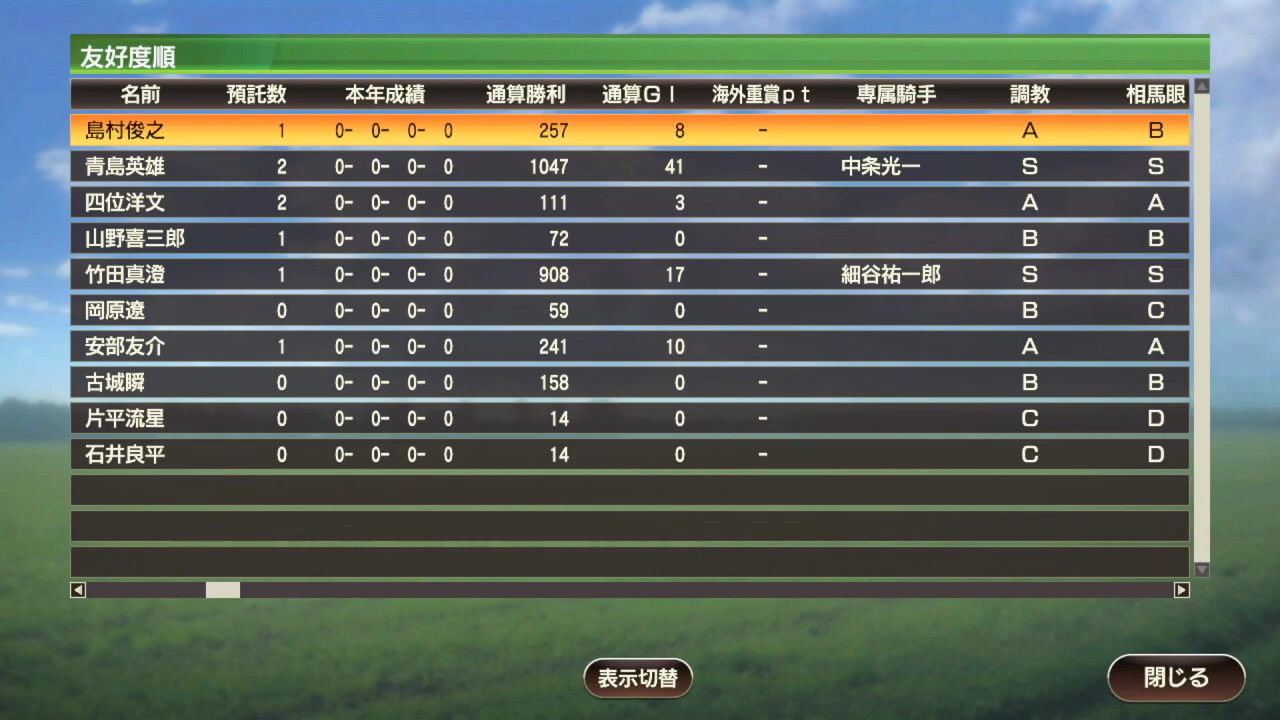 友好度順
名前 預託数 本年成績 通算勝利 通算GⅠ 海外重賞pt 専属騎手 調教 相馬眼
島村俊之 1 0- 0- 0- 0 257 8 - A B
青島英雄 2 0- 0- 0- 0 1047 41 - 中条光一 S S
四位洋文 2 0- 0- 0- 0 111 3 - A A
山野喜三郎 1 0- 0- 0- 0 72 0 - B B
竹田真澄 1 0- 0- 0- 0 908 17 - 細谷祐一郎 S S
岡原遼 0 0- 0- 0- 0 59 0 - B C
安部友介 1 0- 0- 0- 0 241 10 - A A
古城瞬 0 0- 0- 0- 0 158 0 - B B
片平流星 0 0- 0- 0- 0 14 0 - C D
石井良平 0 0- 0- 0- 0 14 0 - C D
表示切替
閉じる